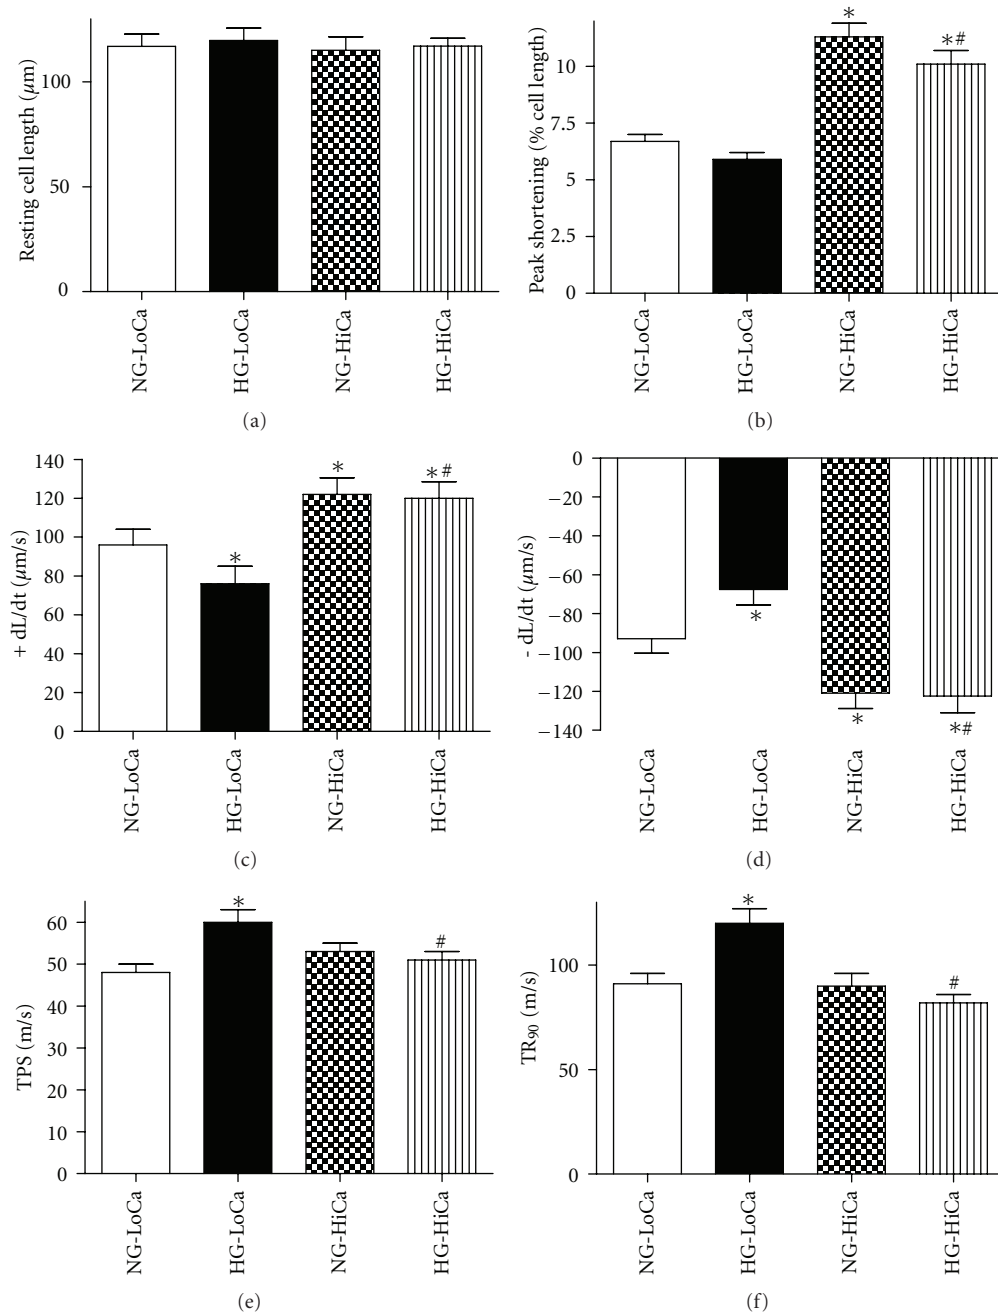 Resting cell length (μm)
100
50
0
NG-LoCa
HG-LoCa
NG-HiCa
HG-HiCa
(a)
Peak shortening (% cell length)
10
7.5
5
2.5
0
*
*#
NG-LoCa
HG-LoCa
NG-HiCa
HG-HiCa
(b)
+ dL/dt (μm/s)
140
120
100
80
60
40
20
0
*
*
*#
NG-LoCa
HG-LoCa
NG-HiCa
HG-HiCa
(c)
- dL/dt (μm/s)
0
−20
−40
−60
−80
−100
−120
−140
*
*
*#
NG-LoCa
HG-LoCa
NG-HiCa
HG-HiCa
(d)
TPS (m/s)
60
50
40
30
20
10
0
*
#
NG-LoCa
HG-LoCa
NG-HiCa
HG-HiCa
(e)
TR90 (m/s)
100
50
0
*
#
NG-LoCa
HG-LoCa
NG-HiCa
HG-HiCa
(f)